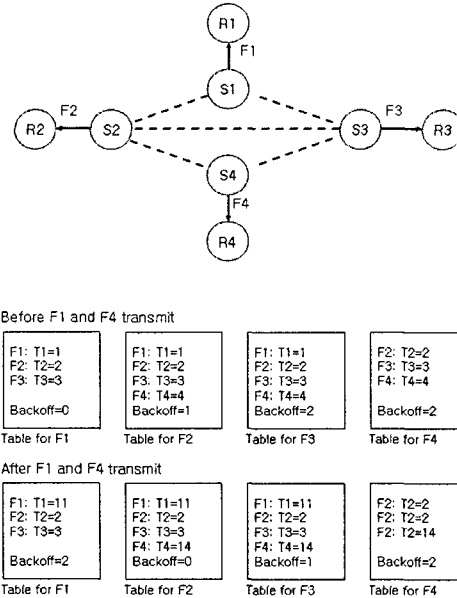 R1
F1
S1
F2
F3
R2
S2
S3
R3
S4
F4
R4
Before F1 and F4 transmit
F1: T1=1
F2: T2=2
F3: T3=3
Backoff=0
Table for F1
F1: T1=1
F2: T2=2
F3: T3=3
F4: T4=4
Backoff=1
Table for F2
F1: T1=1
F2: T2=2
F3: T3=3
F4: T4=4
Backoff=2
Table for F3
F2: T2=2
F3: T3=3
F4: T4=4
Backoff=2
Table for F4
After F1 and F4 transmit
F1: T1=11
F2: T2=2
F3: T3=3
Backoff=2
Table for F1
F1: T1=11
F2: T2=2
F3: T3=3
F4: T4=14
Backoff=0
Table for F2
F1: T1=11
F2: T2=2
F3: T3=3
F4: T4=14
Backoff=1
Table for F3
F2: T2=2
F2: T2=2
F2: T2=14
Backoff=2
Table for F4